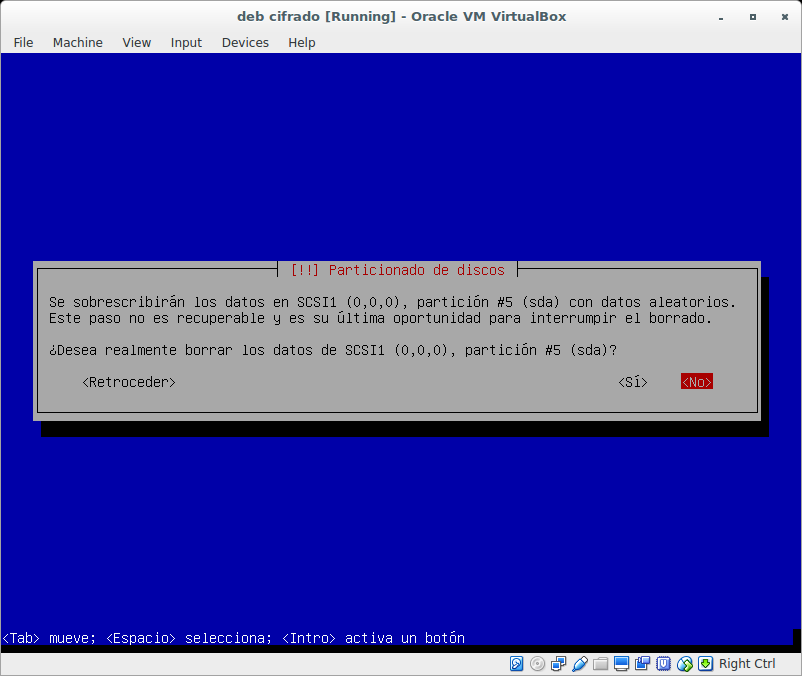 deb cifrado [Running] - Oracle VM VirtualBox
File Machine View Input Devices Help
[!!] Particionado de discos
Se sobrescribirán los datos en SCSI1 (0,0,0), partición #5 (sda) con datos aleatorios.
Este paso no es recuperable y es su última oportunidad para interrumpir el borrado.
¿Desea realmente borrar los datos de SCSI1 (0,0,0), partición #5 (sda)?
<Retroceder> <Sí> <No>
<Tab> mueve; <Espacio> selecciona; <Intro> activa un botón
Right Ctrl